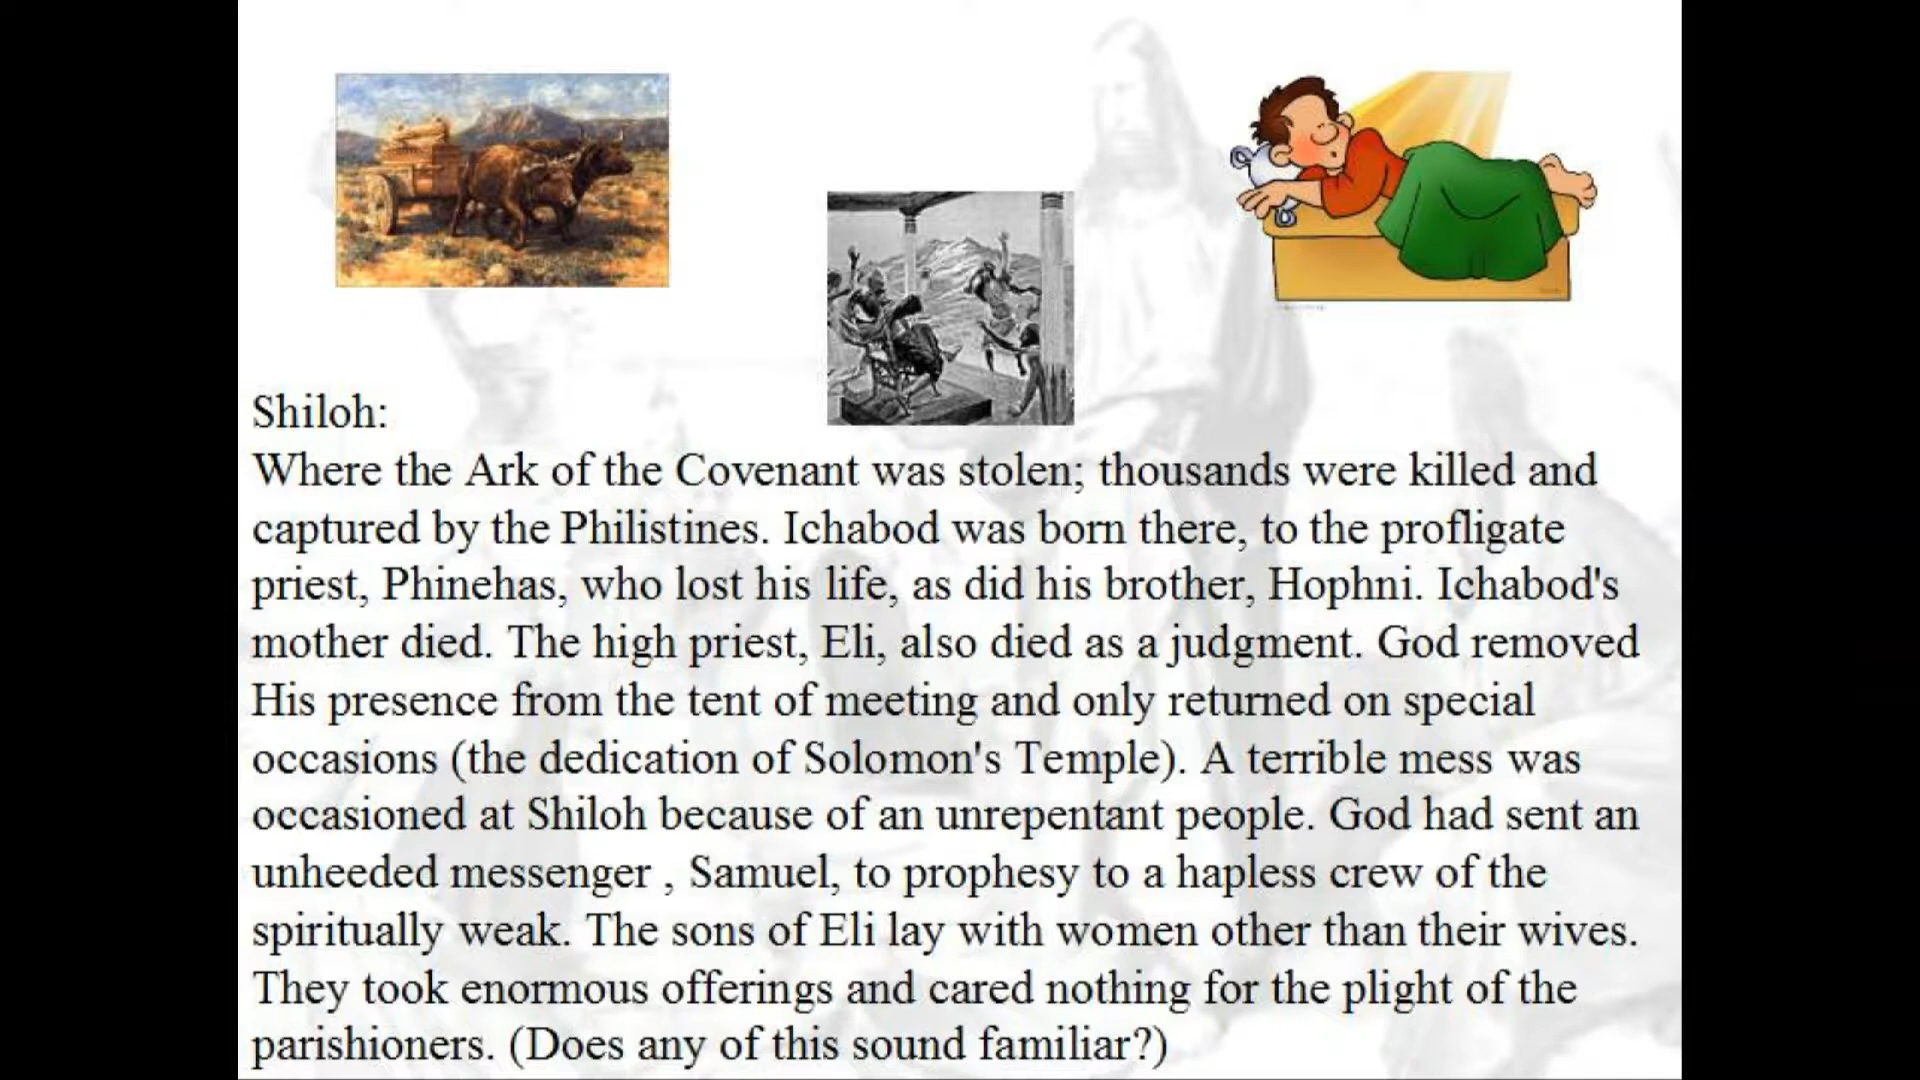 Shiloh:
Where the Ark of the Covenant was stolen; thousands were killed and
captured by the Philistines. Ichabod was born there, to the profligate
priest, Phinehas, who lost his life, as did his brother, Hophni. Ichabod's
mother died. The high priest, Eli, also died as a judgment. God removed
His presence from the tent of meeting and only returned on special
occasions (the dedication of Solomon's Temple). A terrible mess was
occasioned at Shiloh because of an unrepentant people. God had sent an
unheeded messenger , Samuel, to prophesy to a hapless crew of the
spiritually weak. The sons of Eli lay with women other than their wives.
They took enormous offerings and cared nothing for the plight of the
parishioners. (Does any of this sound familiar?)